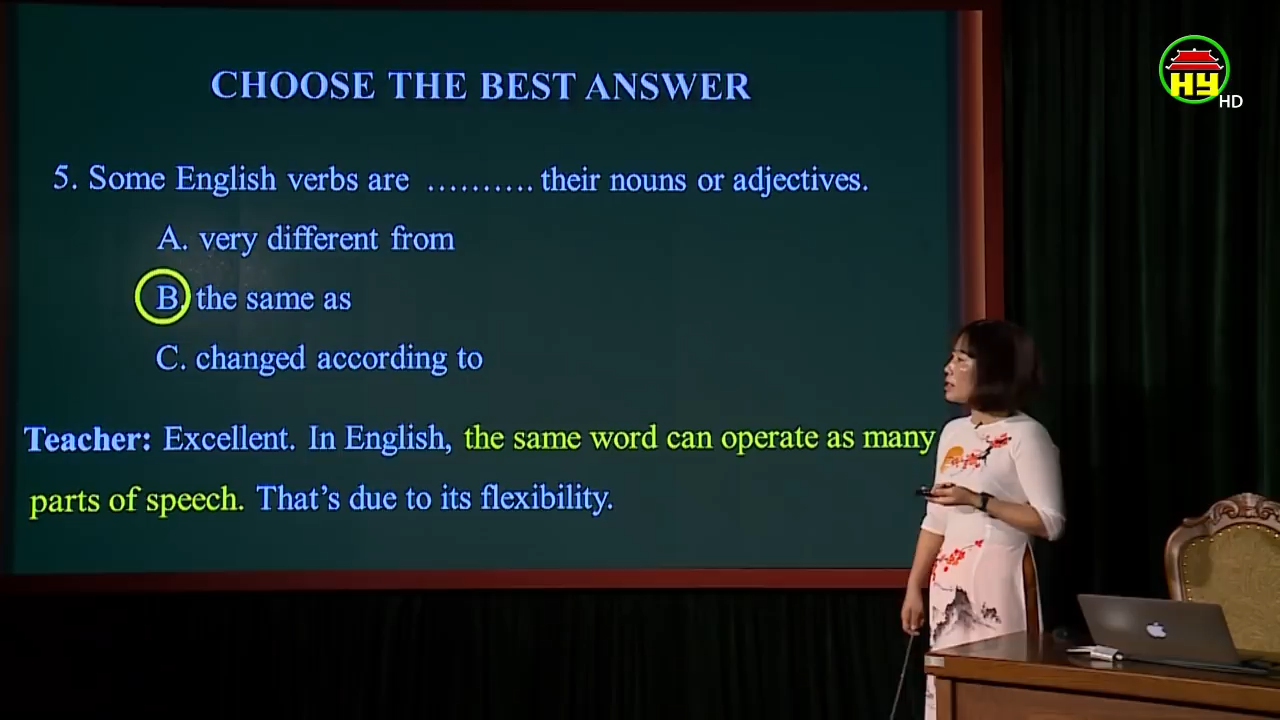 CHOOSE THE BEST ANSWER
5. Some English verbs are ………. their nouns or adjectives.
A. very different from
B. the same as
C. changed according to
Teacher: Excellent. In English, the same word can operate as many
parts of speech. That's due to its flexibility.
HY
HD